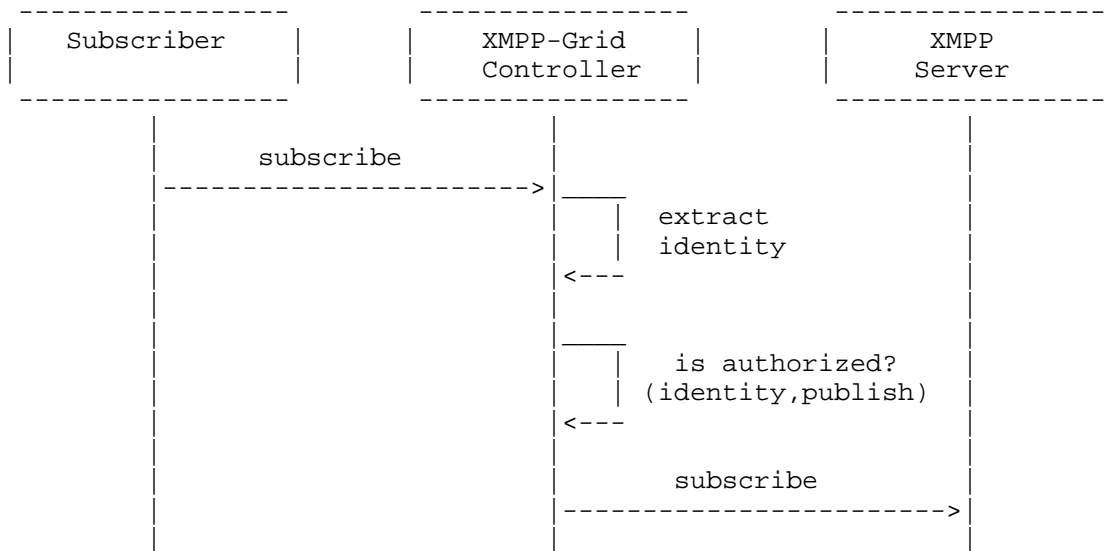 Subscriber XMPP-Grid XMPP
Controller Server
subscribe
extract
identity
is authorized?
(identity,publish)
subscribe